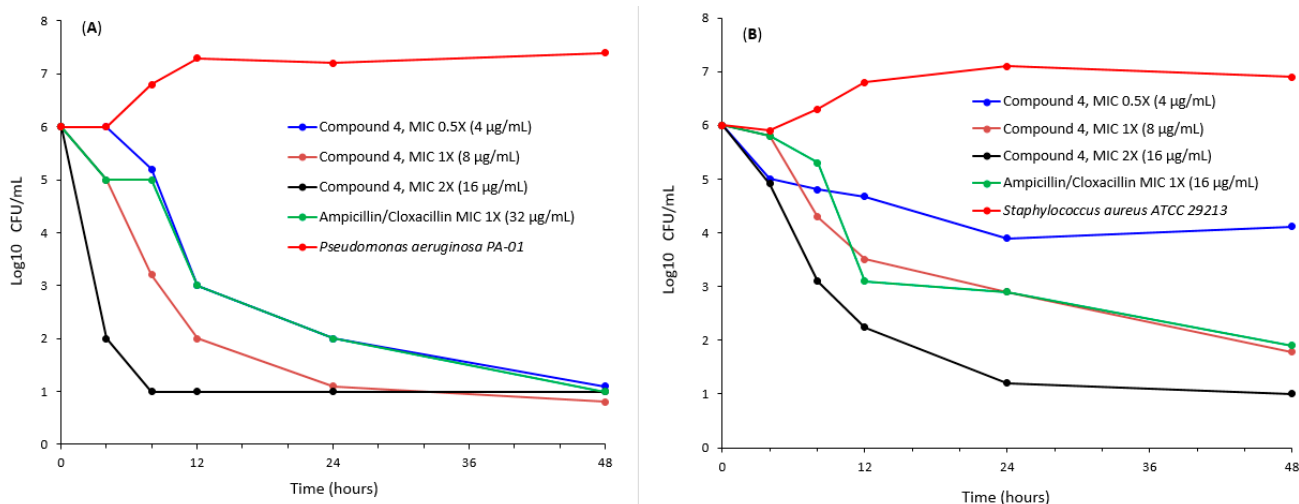 (A)
8
7
6
5
4
3
2
1
0
Log10 CFU/mL
Compound 4, MIC 0.5X (4 µg/mL)
Compound 4, MIC 1X (8 µg/mL)
Compound 4, MIC 2X (16 µg/mL)
Ampicillin/Cloxacillin MIC 1X (32 µg/mL)
Pseudomonas aeruginosa PA-01
0 12 24 36 48
Time (hours)
(B)
8
7
6
5
4
3
2
1
0
Log10 CFU/mL
Compound 4, MIC 0.5X (4 µg/mL)
Compound 4, MIC 1X (8 µg/mL)
Compound 4, MIC 2X (16 µg/mL)
Ampicillin/Cloxacillin MIC 1X (16 µg/mL)
Staphylococcus aureus ATCC 29213
0 12 24 36 48
Time (hours)